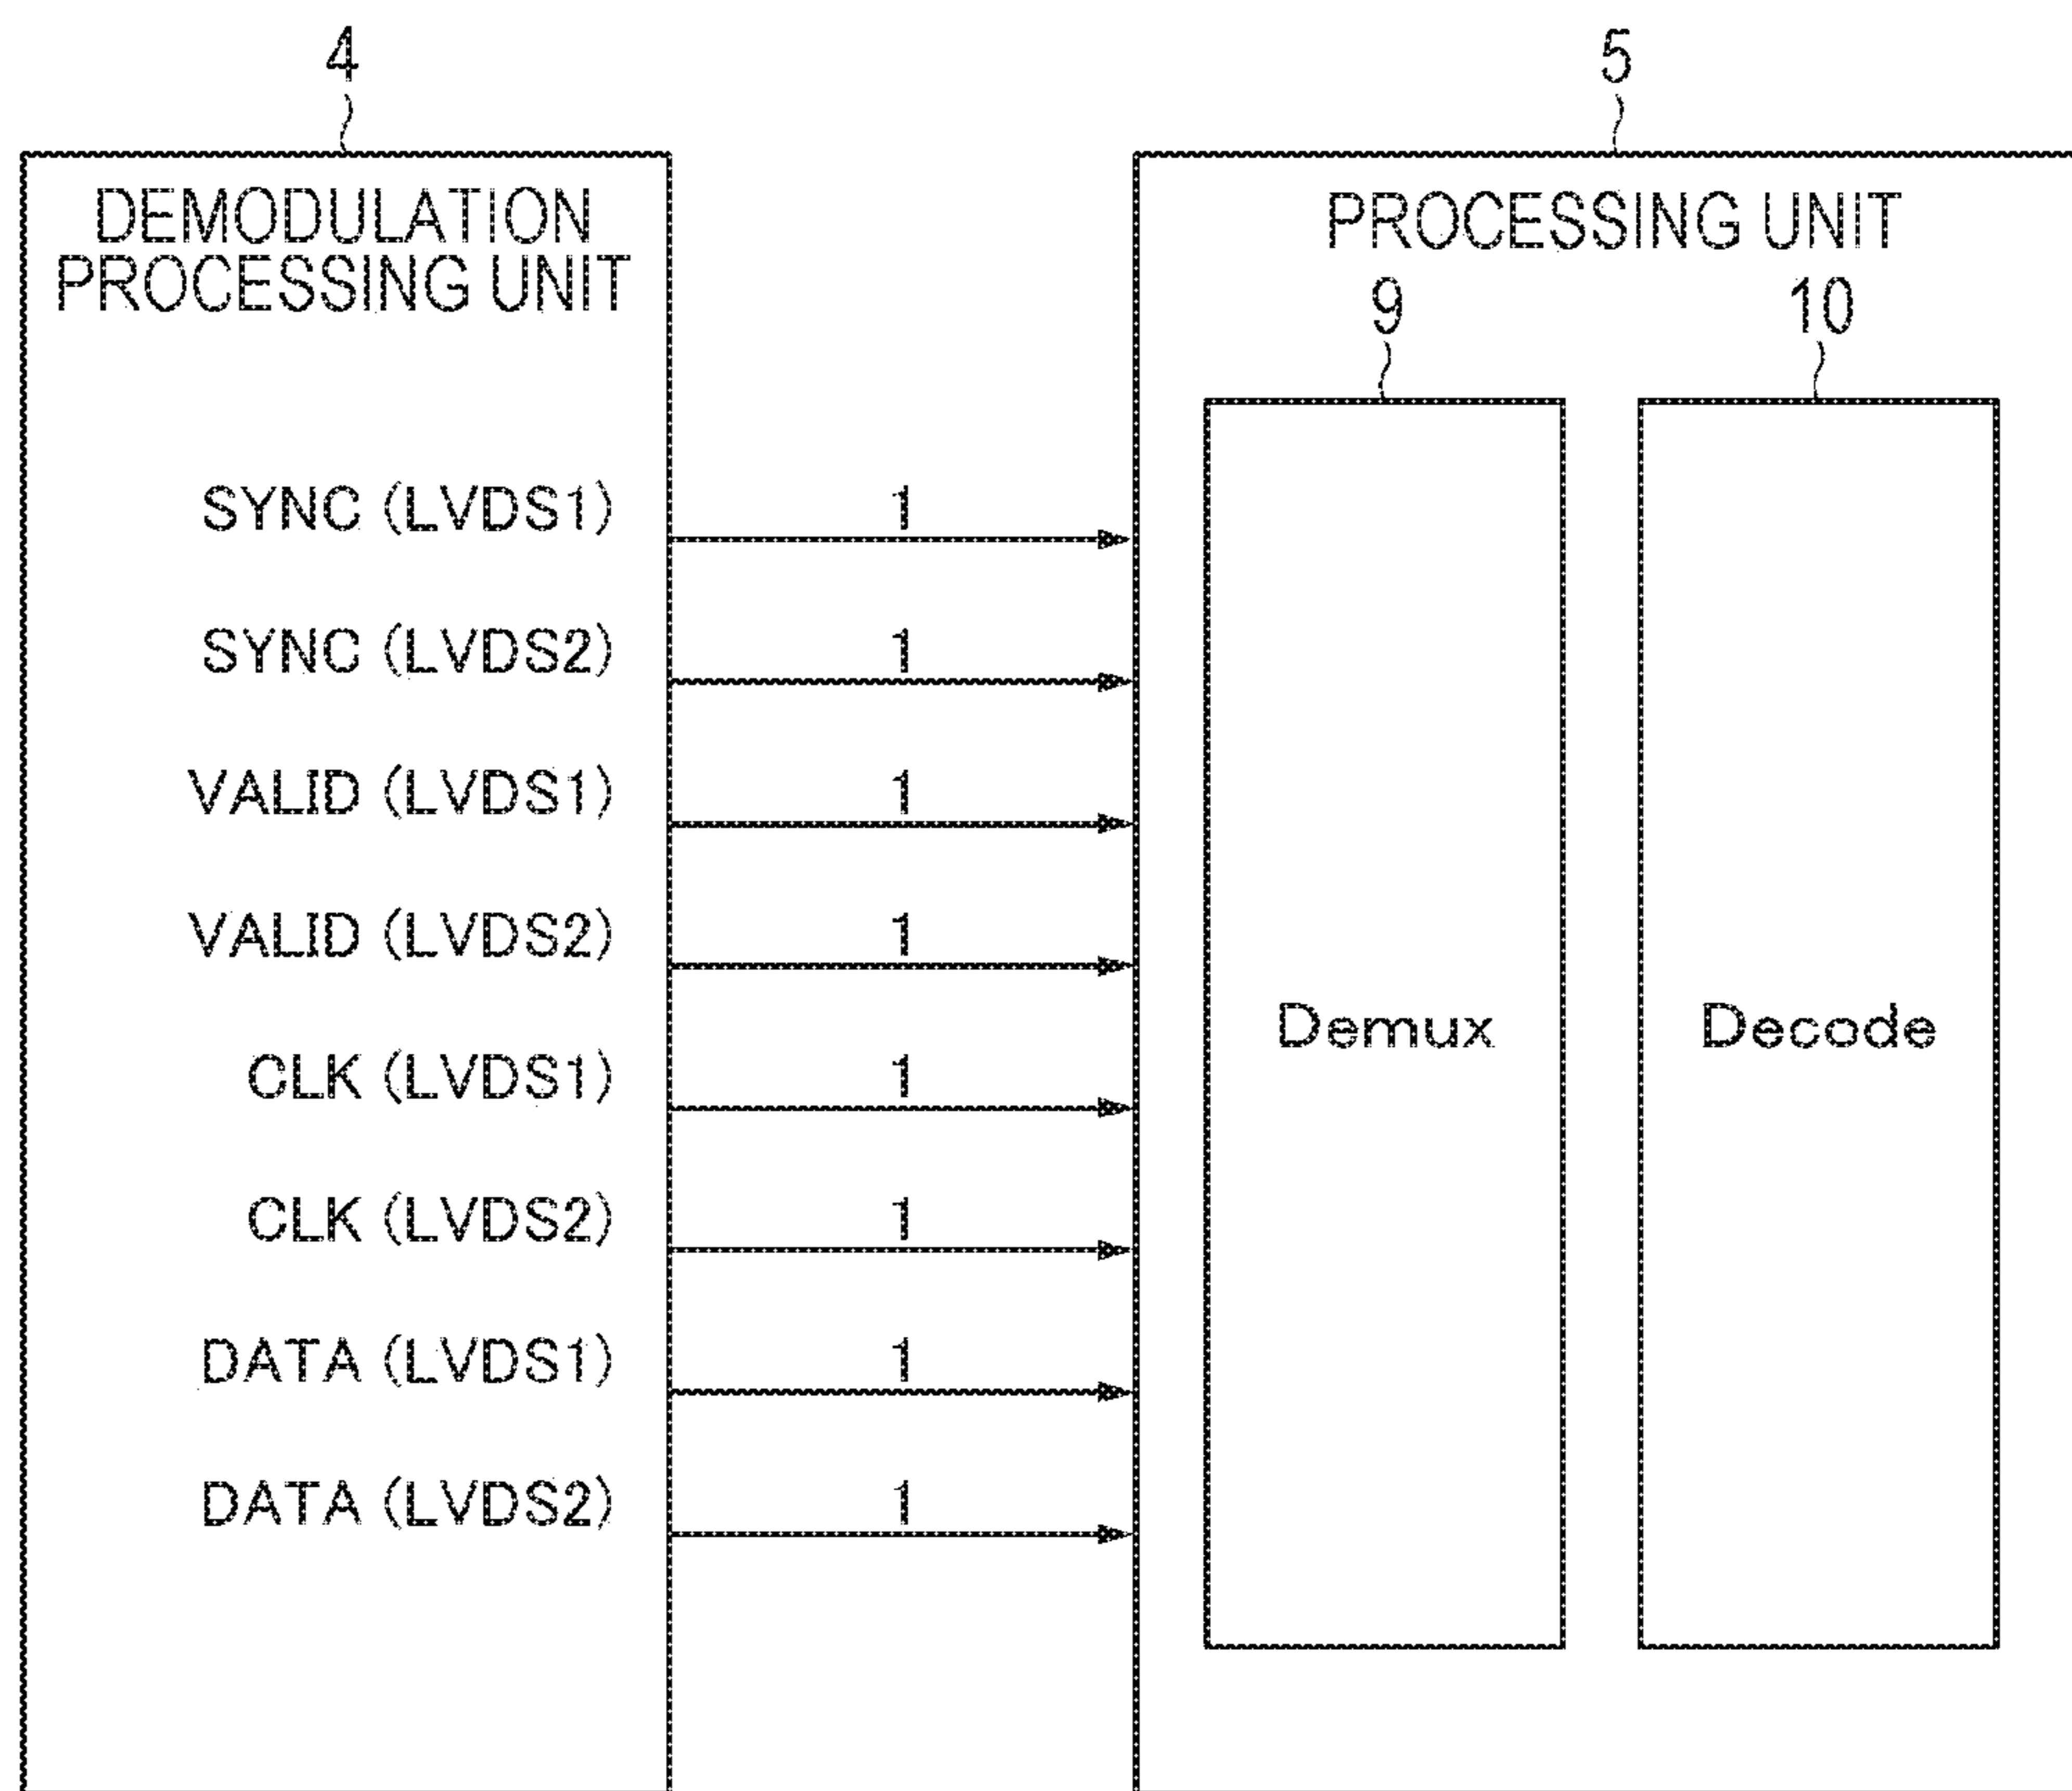 4
5
DEMODULATION
PROCESSING UNIT
PROCESSING UNIT
9
10
SYNC (LVDS1)
1
SYNC (LVDS2)
1
VALID (LVDS1)
1
VALID (LVDS2)
1
CLK (LVDS1)
1
CLK (LVDS2)
1
DATA (LVDS1)
1
DATA (LVDS2)
1
Demux
Decode